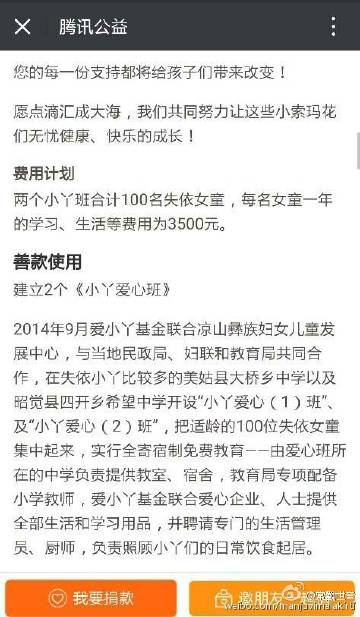 腾讯公益
您的每一份支持都将给孩子们带来改变！
愿点滴汇成大海，我们共同努力让这些小索玛花
们无忧健康、快乐的成长！
费用计划
两个小丫班合计100名失依女童，每名女童一年
的学习、生活等费用为3500元。
善款使用
建立2个《小丫爱心班》
2014年9月爱小丫基金联合凉山彝族妇女儿童发
展中心，与当地民政局、妇联和教育局共同合
作，在失依小丫比较多的美姑县大桥乡中学以及
昭觉县四开乡希望中学开设“小丫爱心（1）班”、
及“小丫爱心（2）班”，把适龄的100位失依女童
集中起来，实行全寄宿制免费教育——由爱心班所
在的中学负责提供教室、宿舍，教育局专项配备
小学教师，爱小丫基金联合爱心企业、人士提供
全部生活和学习用品，并聘请专门的生活管理
员、厨师，负责照顾小丫们的日常饮食起居。
我要捐款
邀朋友